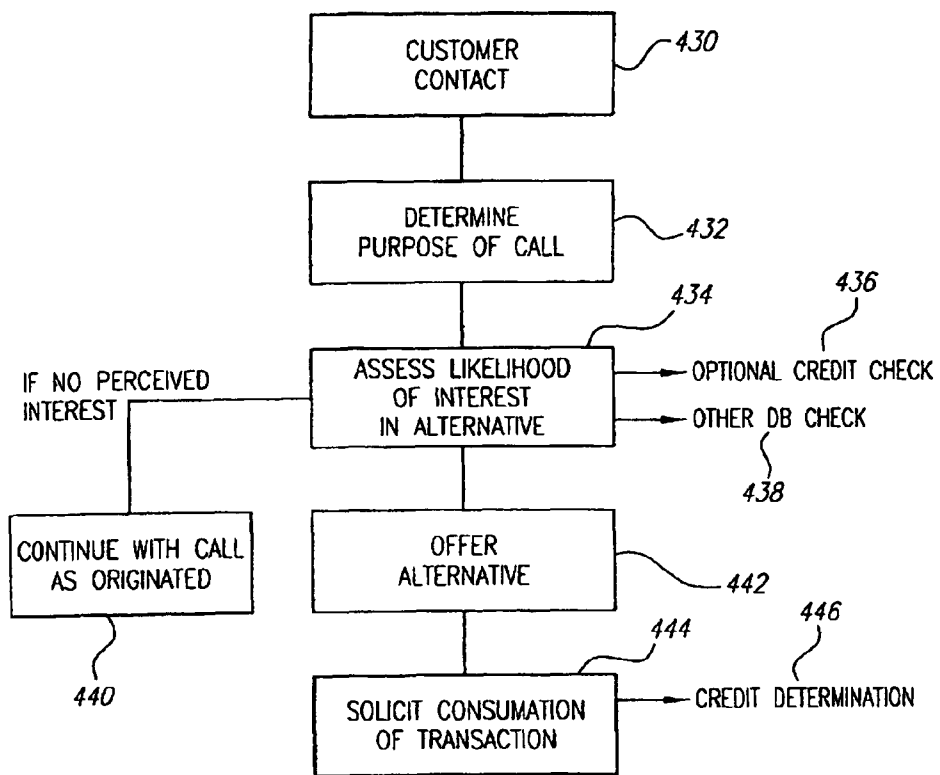 CUSTOMER
CONTACT
430
DETERMINE
PURPOSE OF CALL
432
434
436
IF NO PERCEIVED
INTEREST
ASSESS LIKELIHOOD
OF INTEREST
IN ALTERNATIVE
OPTIONAL CREDIT CHECK
OTHER DB CHECK
438
CONTINUE WITH CALL
AS ORIGINATED
440
OFFER
ALTERNATIVE
442
444
446
SOLICIT CONSUMATION
OF TRANSACTION
CREDIT DETERMINATION